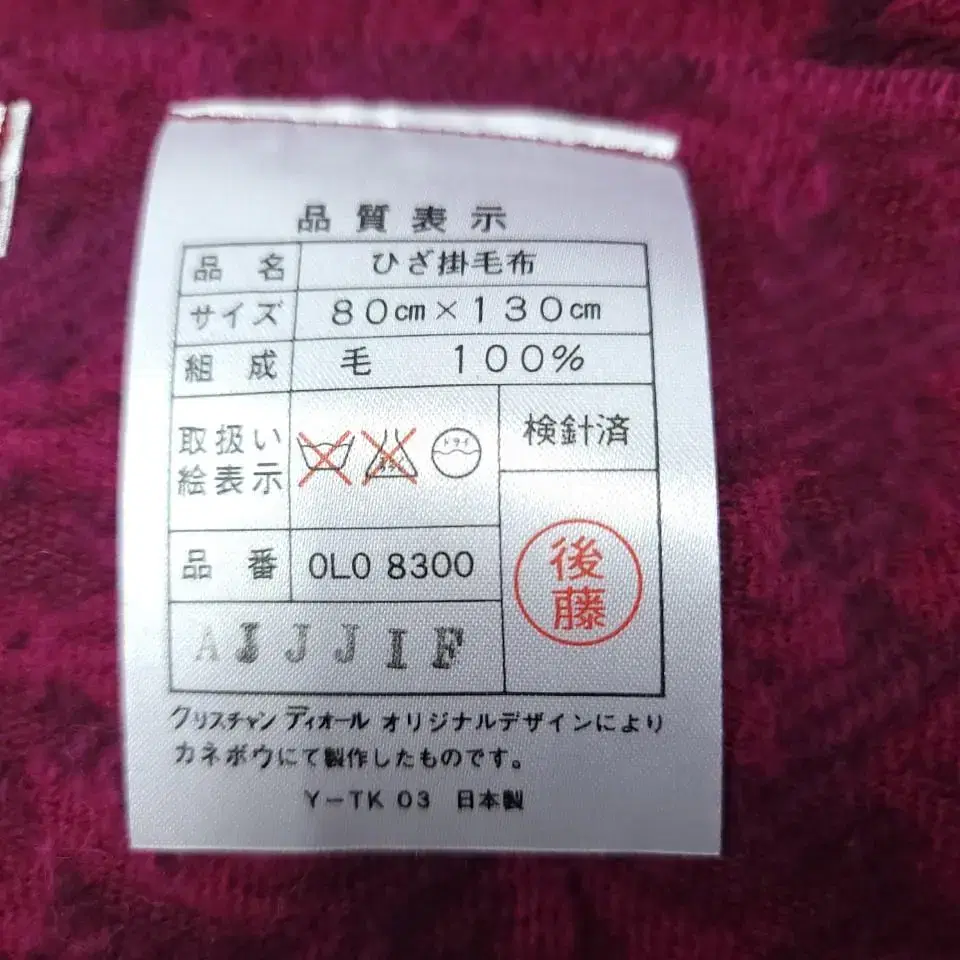 品質表示
品名 ひざ掛毛布
サイズ 80㎝×130㎝
組成 毛 100%
取扱い
絵表示
ドライ
検針済
品番 OLO 8300
後
藤
A J J J I F
クリスチャン ディオール オリジナルデザインにより
カネボウにて製作したものです。
Y-TK 03 日本製